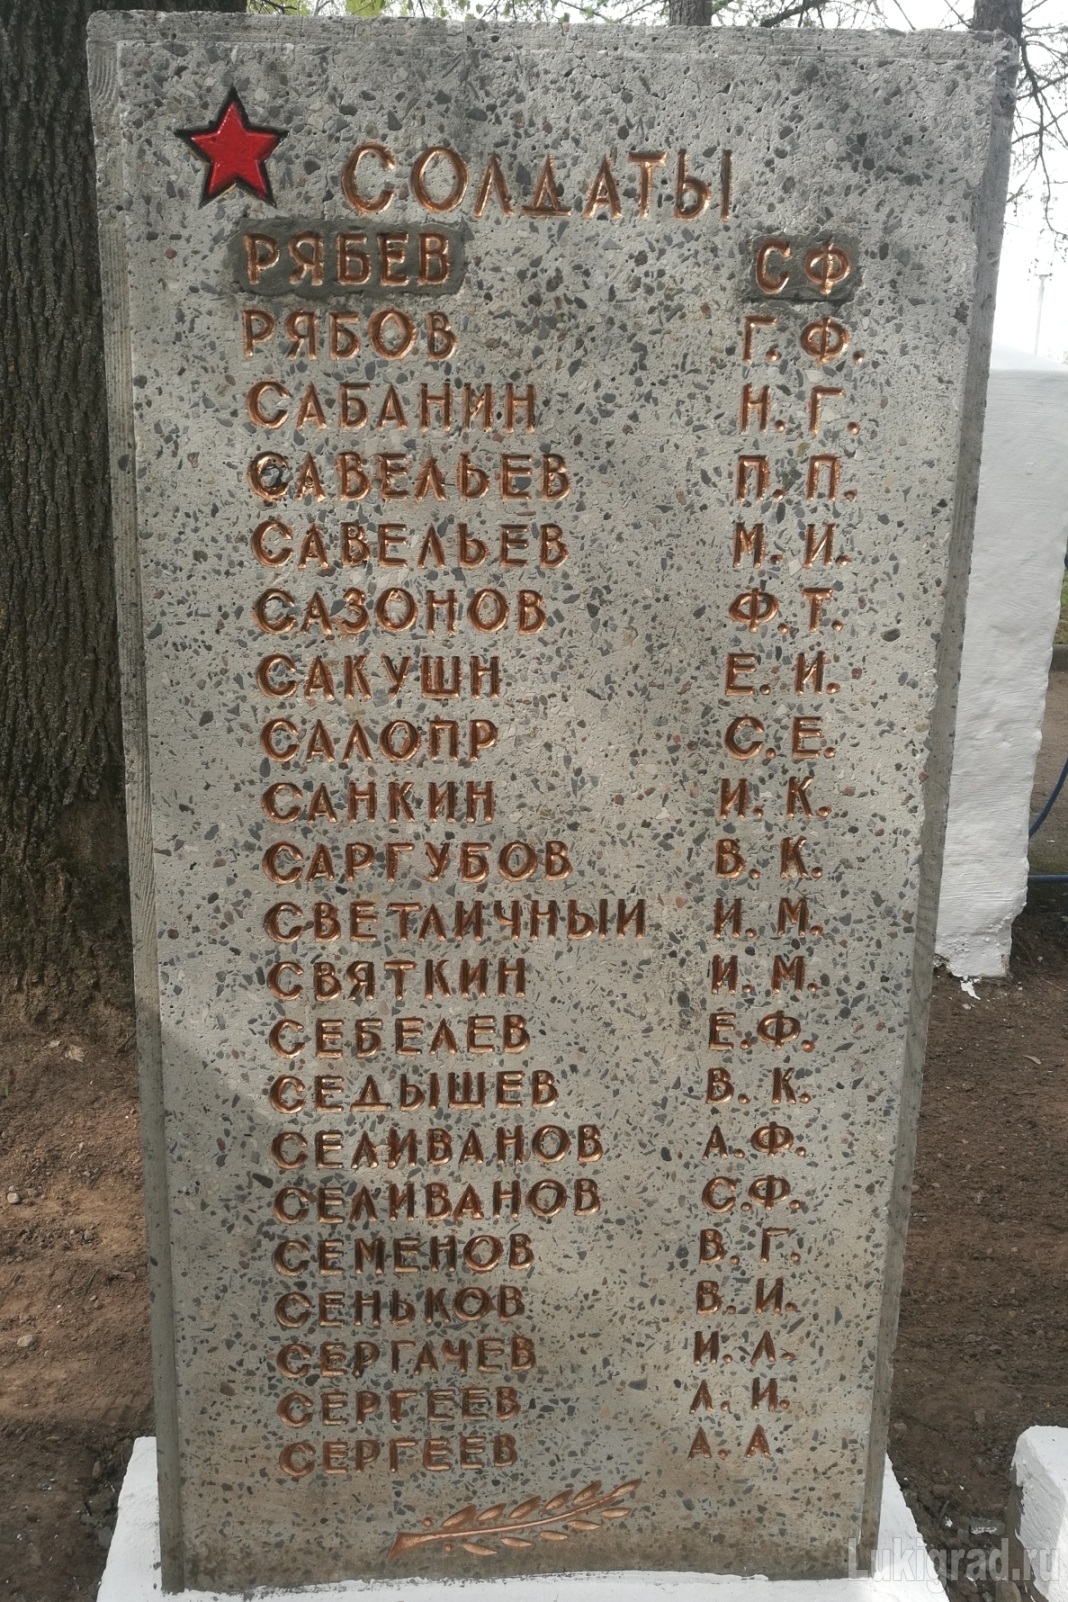 СОЛДАТЫ
РЯБЕВ С Ф
РЯБОВ Г. Ф.
САБАНИН Н. Г.
САВЕЛЬЕВ П. П.
САВЕЛЬЕВ М. И.
САЗОНОВ Ф. Т.
САКУШН Е. И.
САЛОПР С. Е.
САНКИН И. К.
САРГУБОВ В. К.
СВЕТЛИЧНЫЙ И. М.
СВЯТКИН И. М.
СЕБЕЛЕВ Е. Ф.
СЕДЫШЕВ В. К.
СЕЛИВАНОВ А. Ф.
СЕЛИВАНОВ С. Ф.
СЕМЕНОВ В. Г.
СЕНЬКОВ В. И.
СЕРГАЧЕВ И. Л.
СЕРГЕЕВ Л. И.
СЕРГЕЕВ А. А
Lukigrad.ru